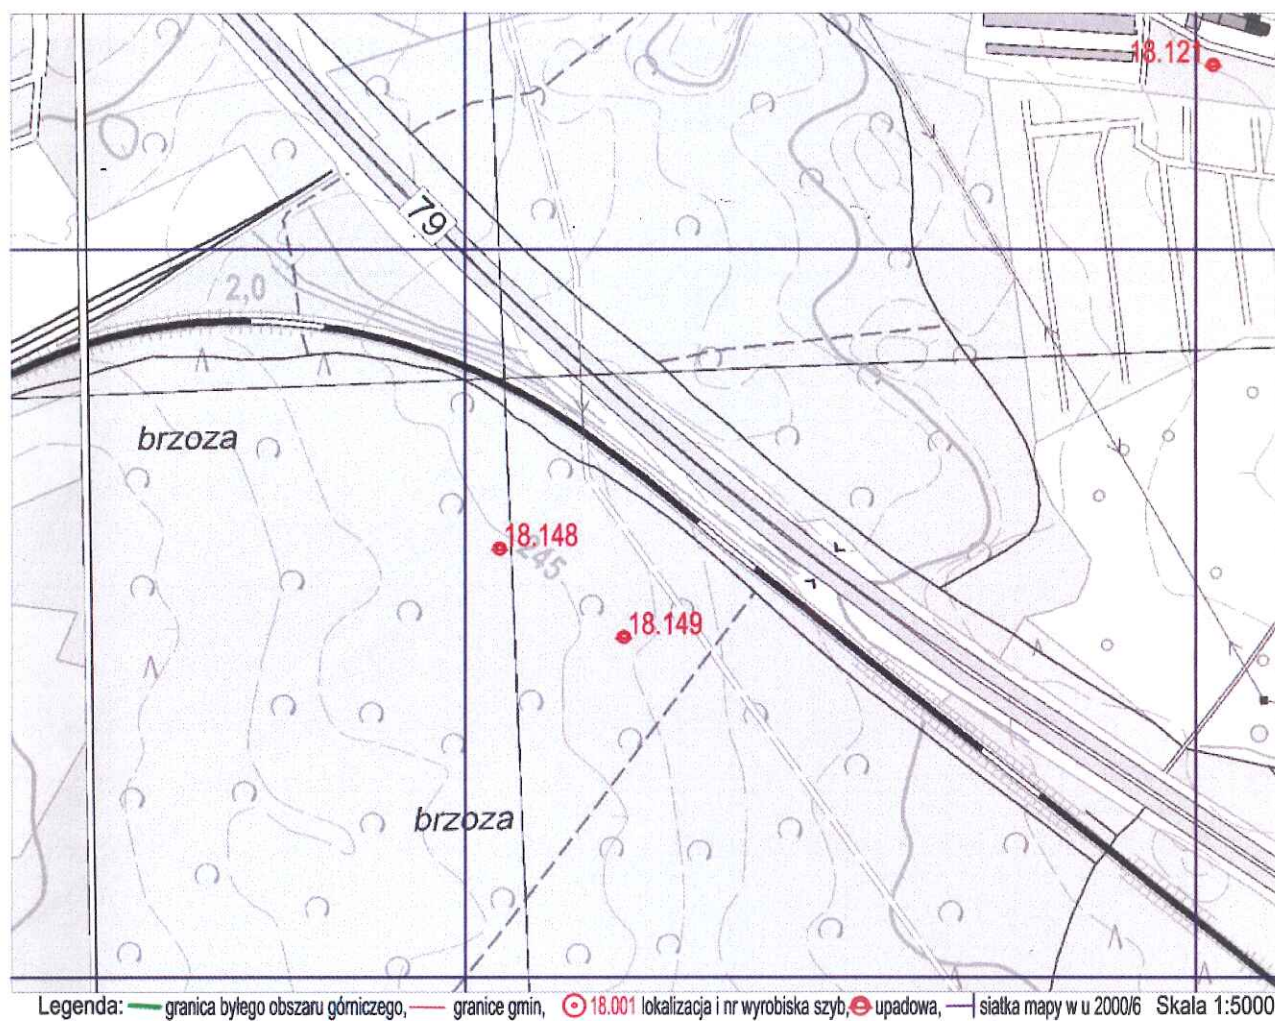 18.121
79
2,0
brzoza
18.148
245
18.149
brzoza
Legenda: granica byłego obszaru górniczego, granice gmin, 18.001 lokalizacja i nr wyrobiska szyb, upadowa, siatka mapy w u 2000/6 Skala 1:5000